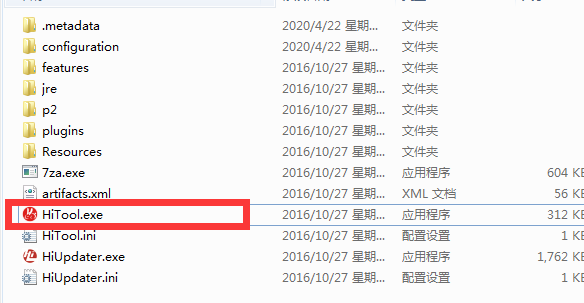 .metadata 2020/4/22 星期... 文件夹
configuration 2020/4/22 星期... 文件夹
features 2016/10/27 星期... 文件夹
jre 2016/10/27 星期... 文件夹
p2 2016/10/27 星期... 文件夹
plugins 2016/10/27 星期... 文件夹
Resources 2016/10/27 星期... 文件夹
7za.exe 2016/10/27 星期... 应用程序 604 KB
artifacts.xml 2016/10/27 星期... XML 文档 56 KB
HiTool.exe 2016/10/27 星期... 应用程序 312 KB
HiTool.ini 2016/10/27 星期... 配置设置 1 KB
HiUpdater.exe 2016/10/27 星期... 应用程序 1,762 KB
HiUpdater.ini 2016/10/27 星期... 配置设置 1 KB